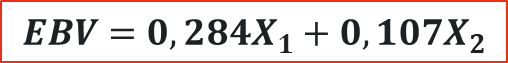 EBV = 0,284X₁ + 0,107X₂